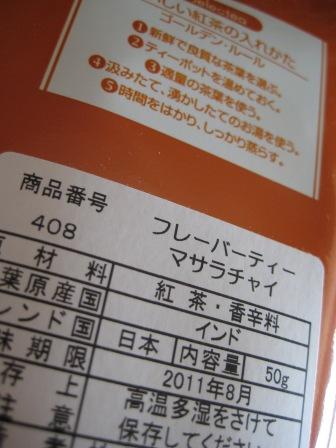 しい紅茶の入れかた
ゴールデン・ルール
❶新鮮で良質な茶葉を選ぶ。
❷ティーポットを温めておく。
❸適量の茶葉を使う。
❹汲みたて、湧かしたてのお湯を使う。
❺時間をはかり、しっかり蒸らす。
商品番号 フレーバーティー
408 マサラチャイ
材料 紅茶・香辛料
葉原産国 インド
レンド国 日本 内容量 50g
味期限 2011年8月
存上 高温多湿をさけて
注意 保存してください